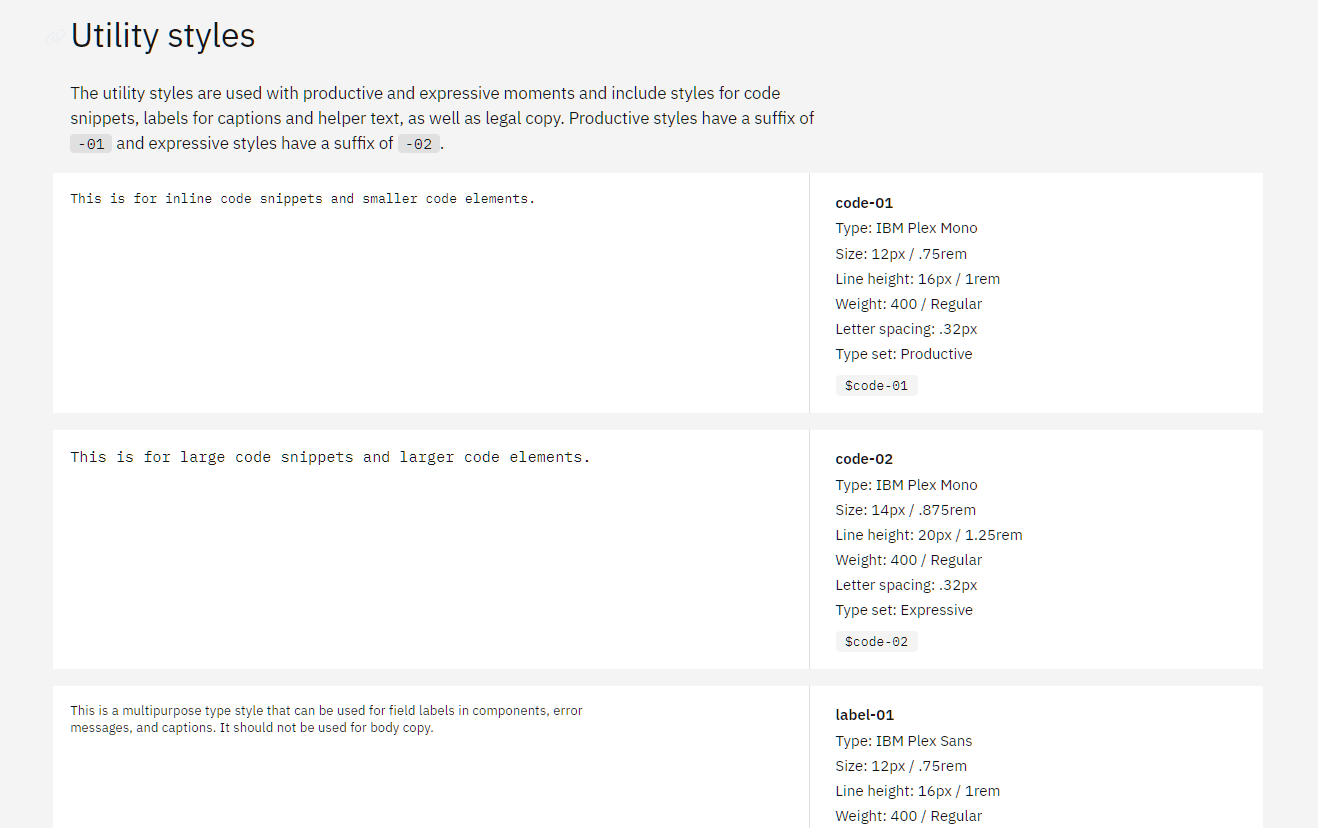 Utility styles
The utility styles are used with productive and expressive moments and include styles for code
snippets, labels for captions and helper text, as well as legal copy. Productive styles have a suffix of
-01 and expressive styles have a suffix of -02.
This is for inline code snippets and smaller code elements.
code-01
Type: IBM Plex Mono
Size: 12px / .75rem
Line height: 16px / 1rem
Weight: 400 / Regular
Letter spacing: .32px
Type set: Productive
$code-01
This is for large code snippets and larger code elements.
code-02
Type: IBM Plex Mono
Size: 14px / .875rem
Line height: 20px / 1.25rem
Weight: 400 / Regular
Letter spacing: .32px
Type set: Expressive
$code-02
This is a multipurpose type style that can be used for field labels in components, error
messages, and captions. It should not be used for body copy.
label-01
Type: IBM Plex Sans
Size: 12px / .75rem
Line height: 16px / 1rem
Weight: 400 / Regular